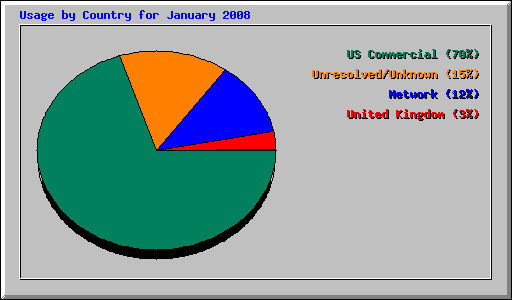 Usage by Country for January 2008
US Commercial (70%)
Unresolved/Unknown (15%)
Network (12%)
United Kingdom (3%)